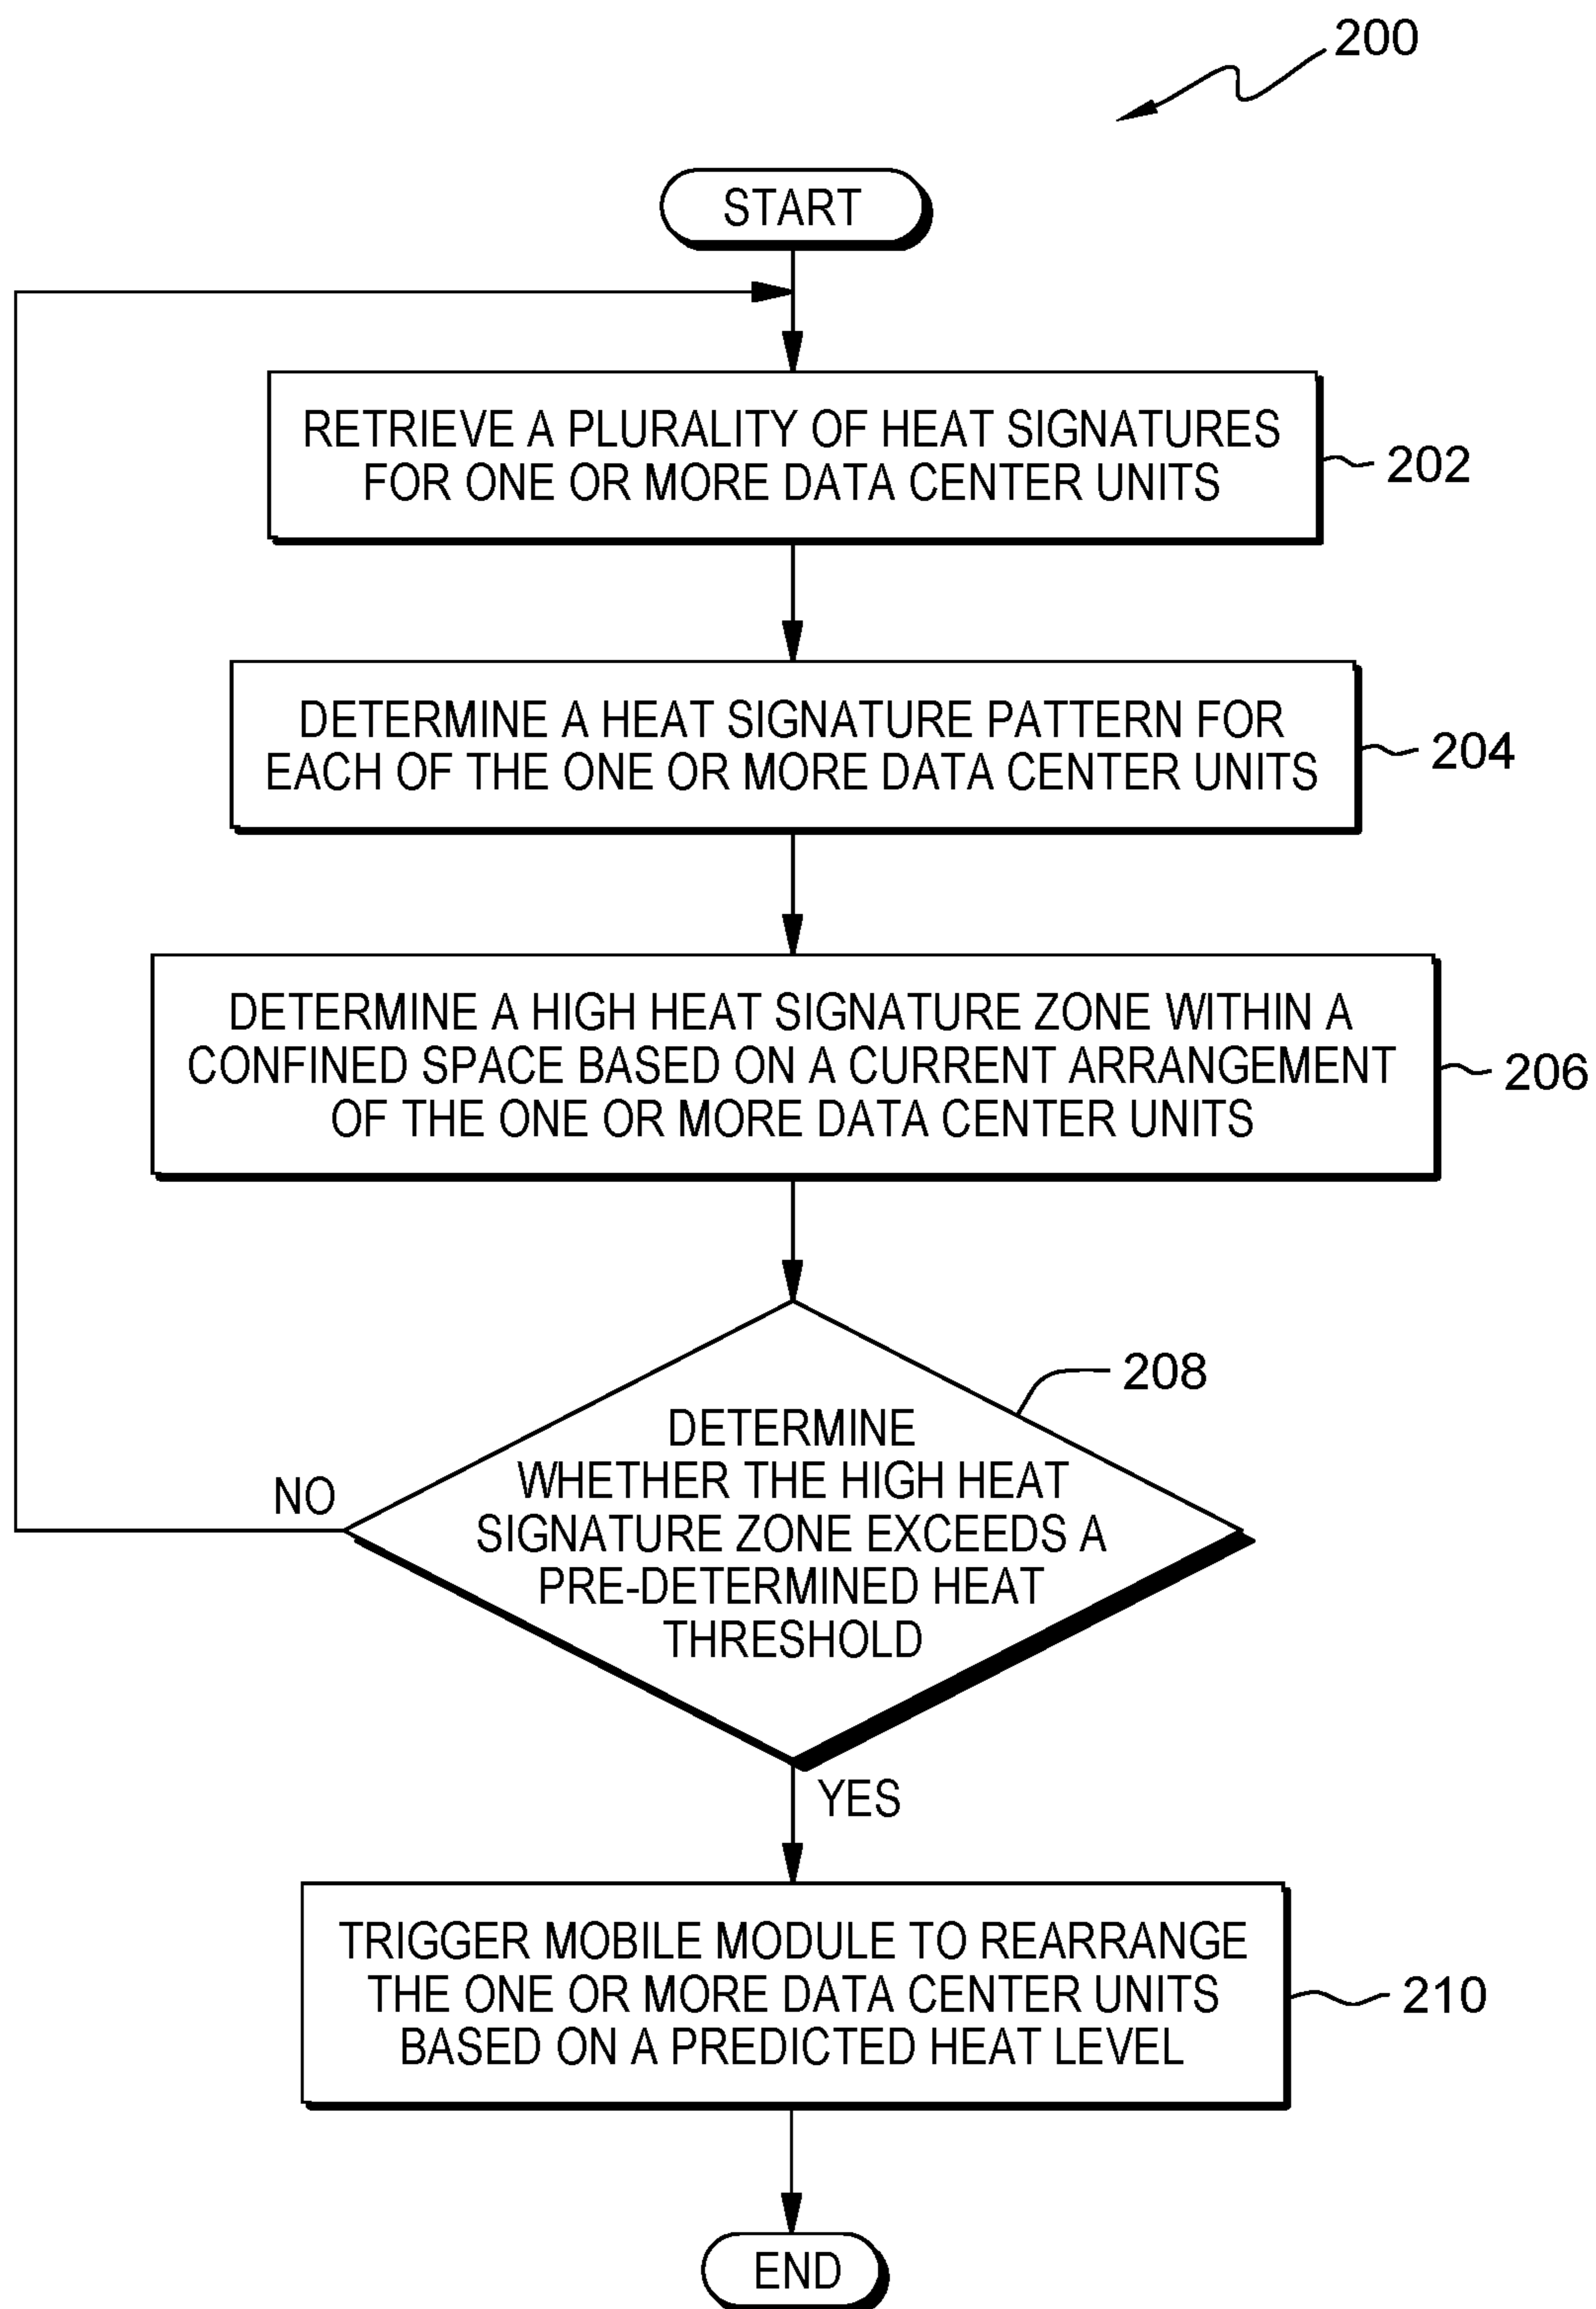 200
START
RETRIEVE A PLURALITY OF HEAT SIGNATURES
FOR ONE OR MORE DATA CENTER UNITS
202
DETERMINE A HEAT SIGNATURE PATTERN FOR
EACH OF THE ONE OR MORE DATA CENTER UNITS
204
DETERMINE A HIGH HEAT SIGNATURE ZONE WITHIN A
CONFINED SPACE BASED ON A CURRENT ARRANGEMENT
OF THE ONE OR MORE DATA CENTER UNITS
206
208
DETERMINE
WHETHER THE HIGH HEAT
SIGNATURE ZONE EXCEEDS A
PRE-DETERMINED HEAT
THRESHOLD
NO
YES
TRIGGER MOBILE MODULE TO REARRANGE
THE ONE OR MORE DATA CENTER UNITS
BASED ON A PREDICTED HEAT LEVEL
210
END